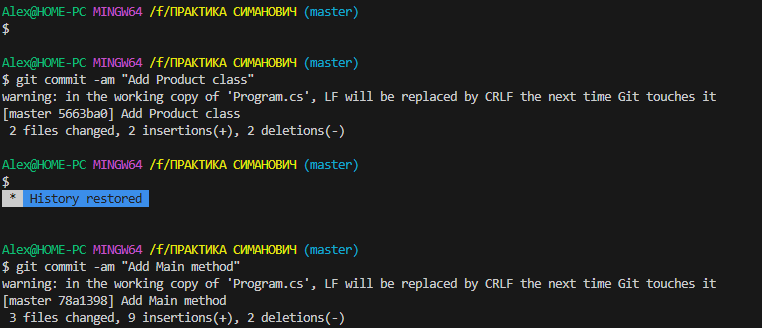 Alex@HOME-PC MINGW64 /f/ПРАКТИКА СИМАНОВИЧ (master)
$
Alex@HOME-PC MINGW64 /f/ПРАКТИКА СИМАНОВИЧ (master)
$ git commit -am "Add Product class"
warning: in the working copy of 'Program.cs', LF will be replaced by CRLF the next time Git touches it
[master 5663ba0] Add Product class
 2 files changed, 2 insertions(+), 2 deletions(-)
Alex@HOME-PC MINGW64 /f/ПРАКТИКА СИМАНОВИЧ (master)
$
* History restored
Alex@HOME-PC MINGW64 /f/ПРАКТИКА СИМАНОВИЧ (master)
$ git commit -am "Add Main method"
warning: in the working copy of 'Program.cs', LF will be replaced by CRLF the next time Git touches it
[master 78a1398] Add Main method
 3 files changed, 9 insertions(+), 2 deletions(-)